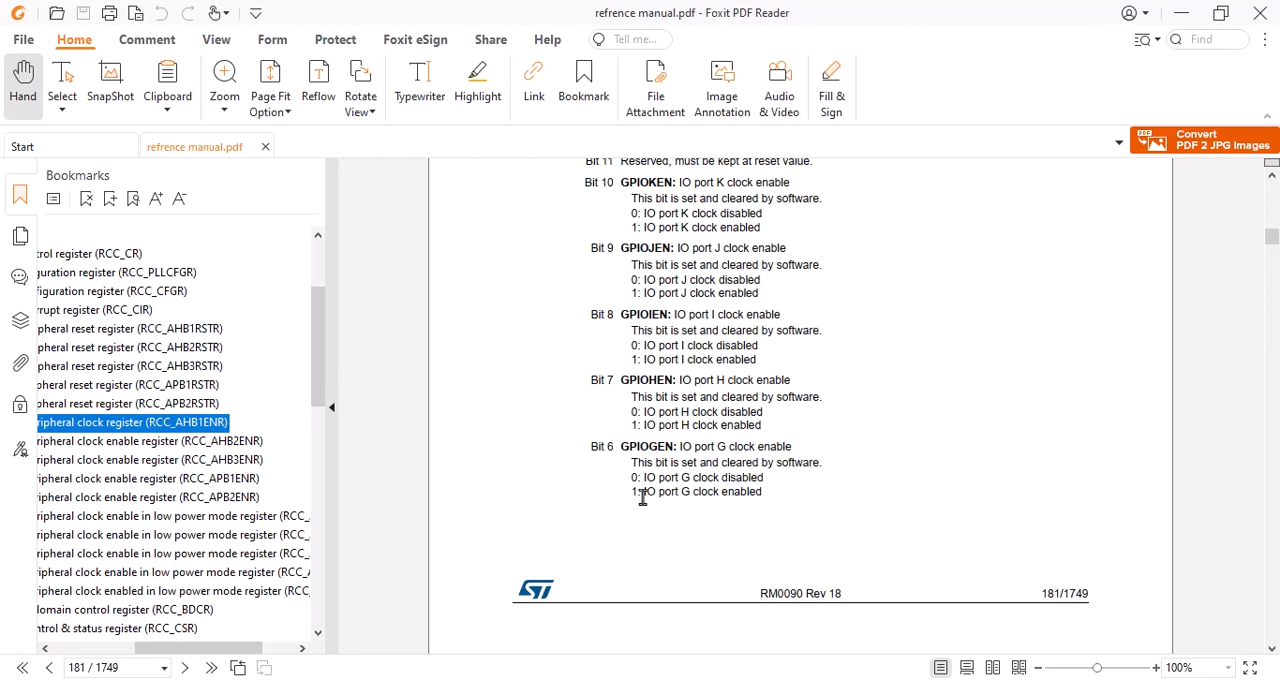 refrence manual.pdf - Foxit PDF Reader
File Home Comment View Form Protect Foxit eSign Share Help Tell me... Find
Hand
Select
SnapShot
Clipboard
Zoom
Page Fit
Option
Reflow
Rotate
View
Typewriter
Highlight
Link
Bookmark
File
Attachment
Image
Annotation
Audio
& Video
Fill &
Sign
Start
refrence manual.pdf
PDF
Convert
PDF 2 JPG Images
Bookmarks
trol register (RCC_CR)
guration register (RCC_PLLCFGR)
figuration register (RCC_CFGR)
rrupt register (RCC_CIR)
pheral reset register (RCC_AHB1RSTR)
pheral reset register (RCC_AHB2RSTR)
pheral reset register (RCC_AHB3RSTR)
pheral reset register (RCC_APB1RSTR)
pheral reset register (RCC_APB2RSTR)
ripheral clock register (RCC_AHB1ENR)
ripheral clock enable register (RCC_AHB2ENR)
ripheral clock enable register (RCC_AHB3ENR)
ripheral clock enable register (RCC_APB1ENR)
ripheral clock enable register (RCC_APB2ENR)
ripheral clock enable in low power mode register (RCC_
ripheral clock enable in low power mode register (RCC_
ripheral clock enable in low power mode register (RCC_
ripheral clock enable in low power mode register (RCC_
ripheral clock enabled in low power mode register (RCC_
domain control register (RCC_BDCR)
ntrol & status register (RCC_CSR)
Bit 11 Reserved, must be kept at reset value.
Bit 10 GPIOKEN: IO port K clock enable
This bit is set and cleared by software.
0: IO port K clock disabled
1: IO port K clock enabled
Bit 9 GPIOJEN: IO port J clock enable
This bit is set and cleared by software.
0: IO port J clock disabled
1: IO port J clock enabled
Bit 8 GPIOIEN: IO port I clock enable
This bit is set and cleared by software.
0: IO port I clock disabled
1: IO port I clock enabled
Bit 7 GPIOHEN: IO port H clock enable
This bit is set and cleared by software.
0: IO port H clock disabled
1: IO port H clock enabled
Bit 6 GPIOGEN: IO port G clock enable
This bit is set and cleared by software.
0: IO port G clock disabled
1: IO port G clock enabled
ST RM0090 Rev 18 181/1749
181 / 1749
100%